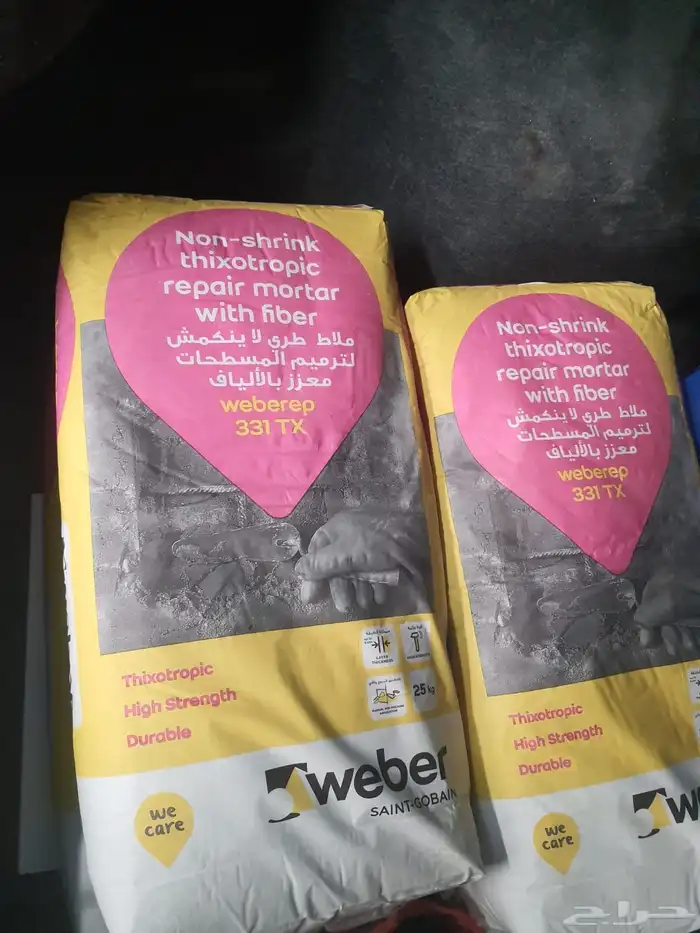 Non-shrink
thixotropic
repair mortar
with fiber
ملاط طري لا ينكمش
لترميم المسطحات
معزز بالألياف
weberep
331 TX
LAYER
THICKNESS
25 kg
Thixotropic
High Strength
Durable
weber
SAINT-GOBAIN
we
care
Non-shrink
thixotropic
repair mortar
with fiber
ملاط طري لا ينكمش
لترميم المسطحات
معزز بالألياف
weberep
331 TX
Thixotropic
High Strength
Durable
we
care
حراج